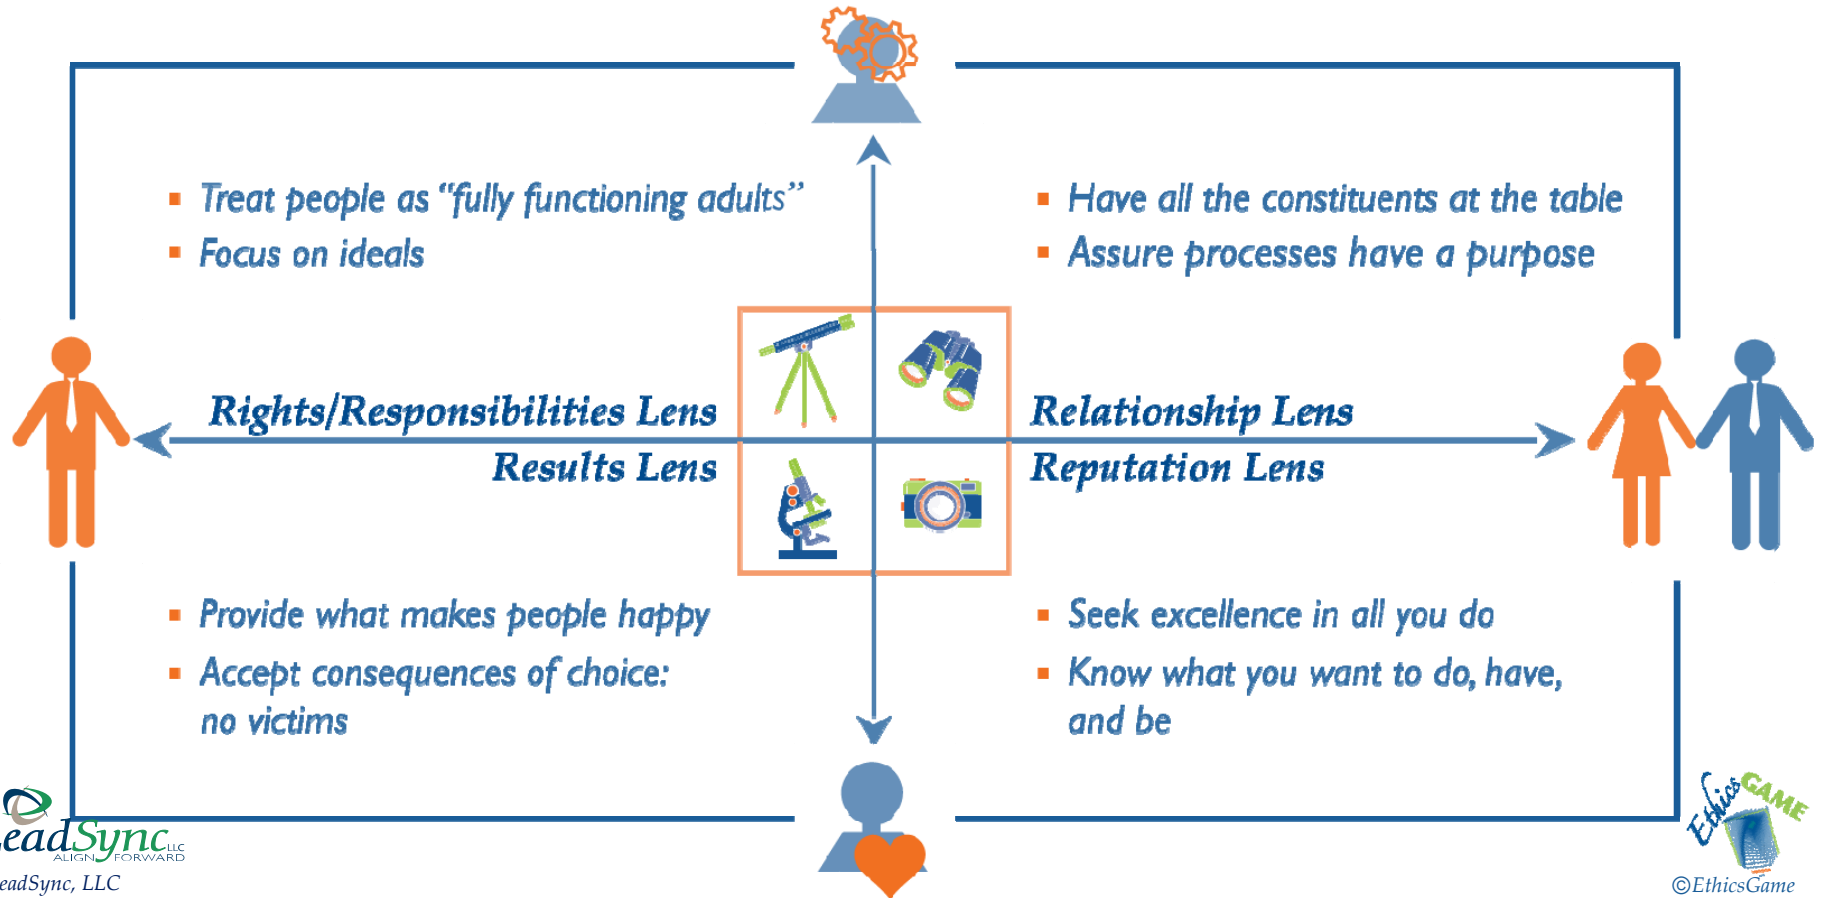 Treat people as “fully functioning adults”
Focus on ideals
Have all the constituents at the table
Assure processes have a purpose
Rights/Responsibilities Lens
Relationship Lens
Results Lens
Reputation Lens
Provide what makes people happy
Accept consequences of choice:
no victims
Seek excellence in all you do
Know what you want to do, have,
and be
eadSync LLC
ALIGN FORWARD
eadSync, LLC
Ethics GAME
©EthicsGame